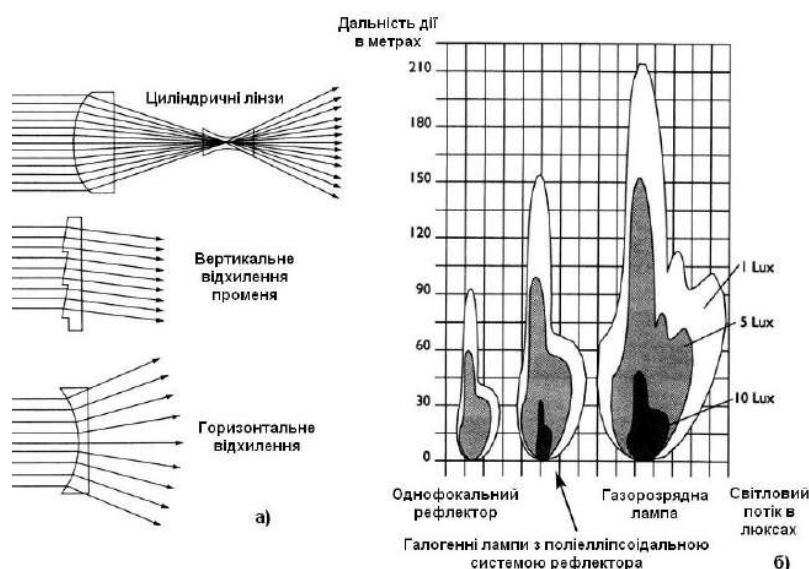 Циліндричні лінзи
Вертикальне
відхилення
променя
Горизонтальне
відхилення
а)
Дальність дії
в метрах
210
180
150
120
90
60
30
0
1 Lux
5 Lux
10 Lux
Однофокальний
рефлектор
Газорозрядна
лампа
Світловий
потік в
люксах
Галогенні лампи з поліелліпсоідальною
системою рефлектора
б)